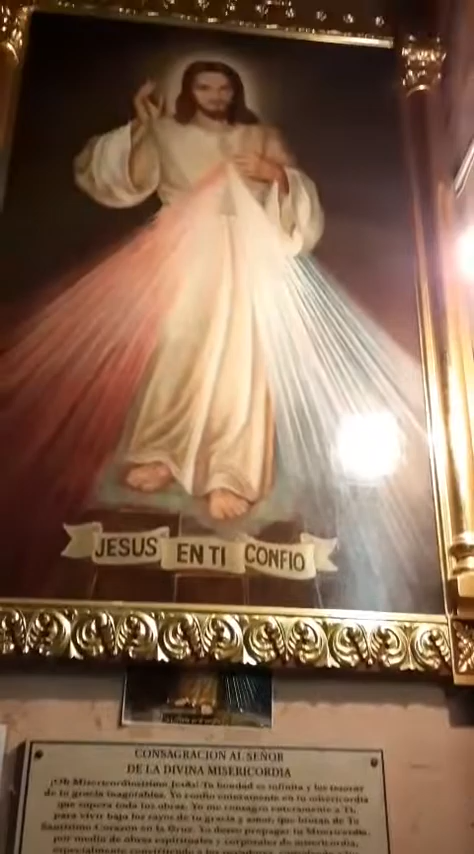 JESUS EN TI CONFIO
CONSAGRACION AL SEÑOR
DE LA DIVINA MISERICORDIA
¡Oh Misericordiosísimo Jesús! Tu bondad es infinita y los tesoros
de tu gracia inagotables. Yo confío enteramente en tu misericordia
que supera toda tus obras. Yo me consagro enteramente a Ti,
para vivir bajo los rayos de tu gracia y amor, que brotan de Tu
Santísimo Corazón en la Cruz. Yo deseo propagar tu Misericordia,
por medio de obras espirituales y corporales de misericordia,
especialmente